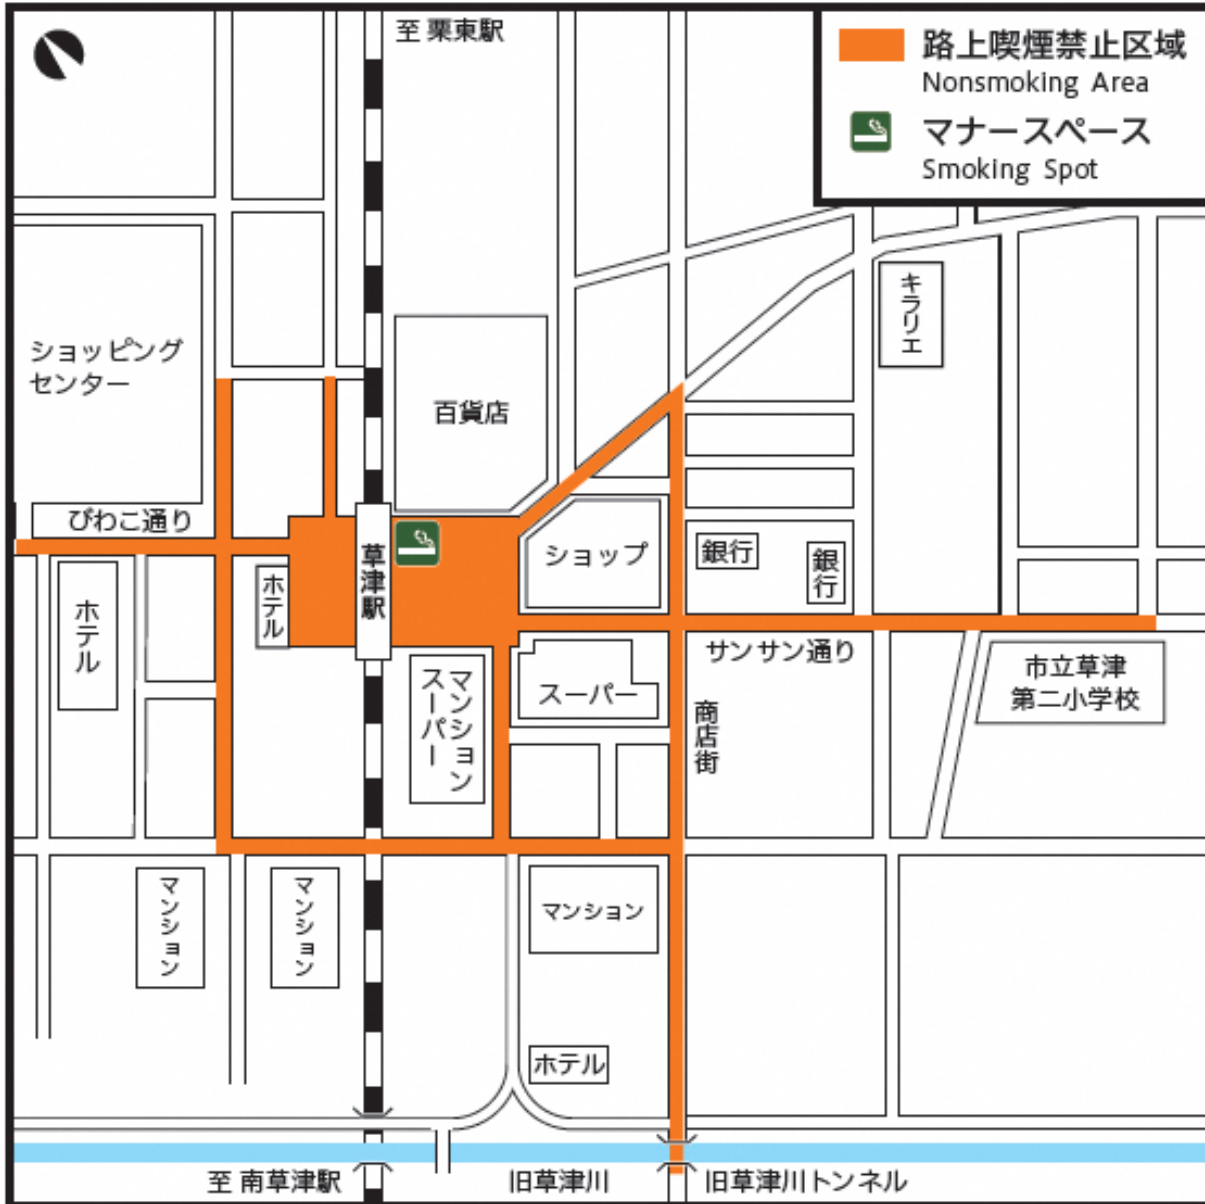 至 栗東駅
路上喫煙禁止区域
Nonsmoking Area
マナースペース
Smoking Spot
キラリエ
ショッピング
センター
百貨店
びわこ通り
草津駅
ショップ
銀行
銀行
ホテル
ホテル
サンサン通り
市立草津
第二小学校
マンション
スーパー
スーパー
商店街
マンション
マンション
マンション
ホテル
至 南草津駅
旧草津川
旧草津川トンネル